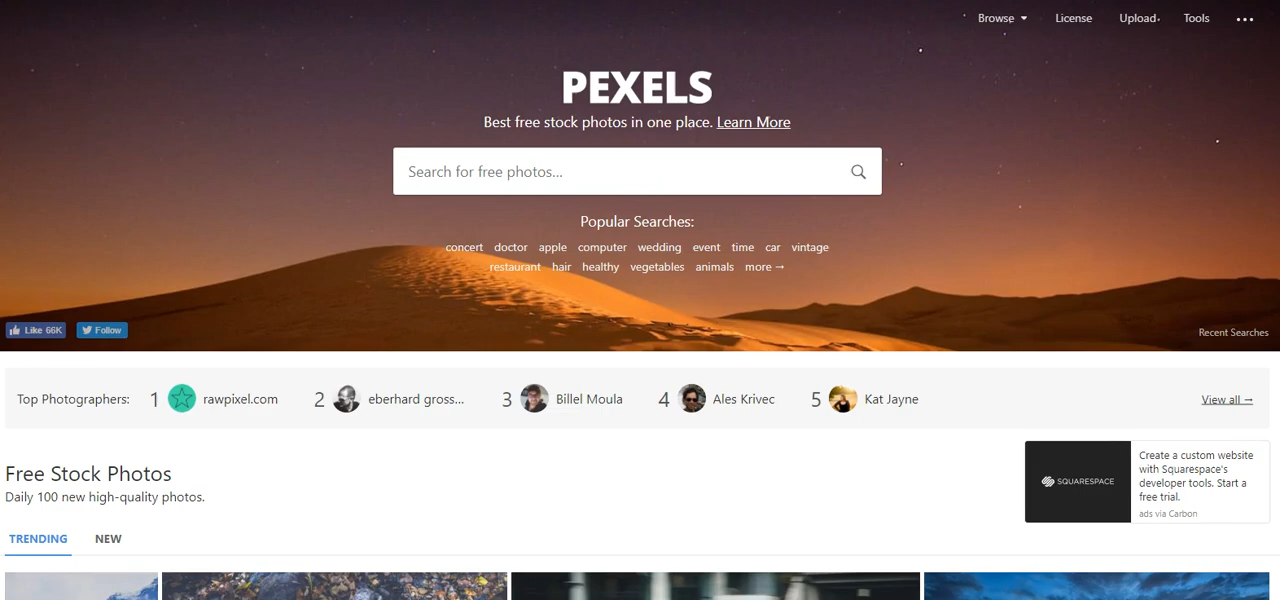 Browse License Upload Tools
PEXELS
Best free stock photos in one place. Learn More
Search for free photos...
Popular Searches:
concert doctor apple computer wedding event time car vintage
restaurant hair healthy vegetables animals more →
Like 66K Follow
Recent Searches
Top Photographers: 1 rawpixel.com 2 eberhard gross... 3 Billel Moula 4 Ales Krivec 5 Kat Jayne View all →
Free Stock Photos
Daily 100 new high-quality photos.
SQUARESPACE
Create a custom website
with Squarespace's
developer tools. Start a
free trial.
ads via Carbon
TRENDING NEW